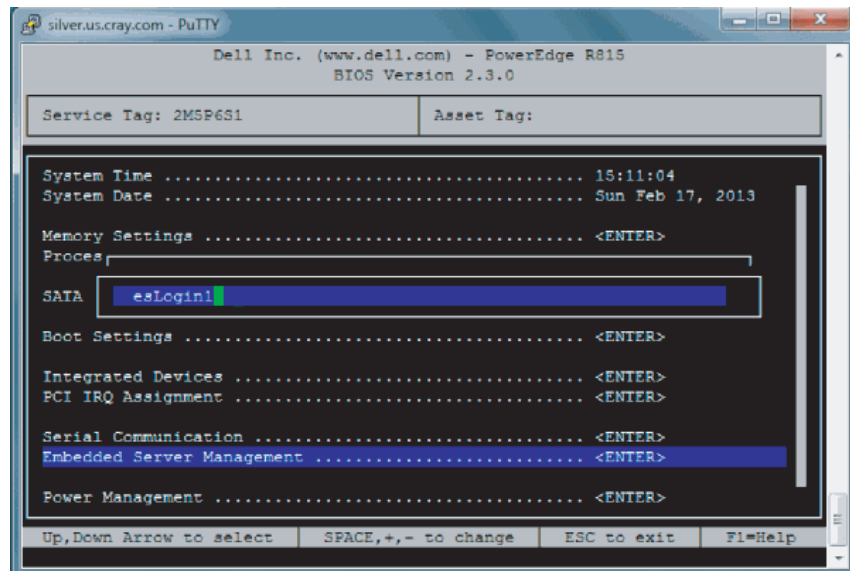 silver.us.cray.com - PuTTY
Dell Inc. (www.dell.com) - PowerEdge R815
BIOS Version 2.3.0
Service Tag: 2M5P6S1 Asset Tag:
System Time ......................................... 15:11:04
System Date ......................................... Sun Feb 17, 2013
Memory Settings ..................................... <ENTER>
Proces
SATA esLogin1
Boot Settings ....................................... <ENTER>
Integrated Devices .................................. <ENTER>
PCI IRQ Assignment .................................. <ENTER>
Serial Communication ................................ <ENTER>
Embedded Server Management .......................... <ENTER>
Power Management .................................... <ENTER>
Up,Down Arrow to select SPACE,+,- to change ESC to exit F1=Help